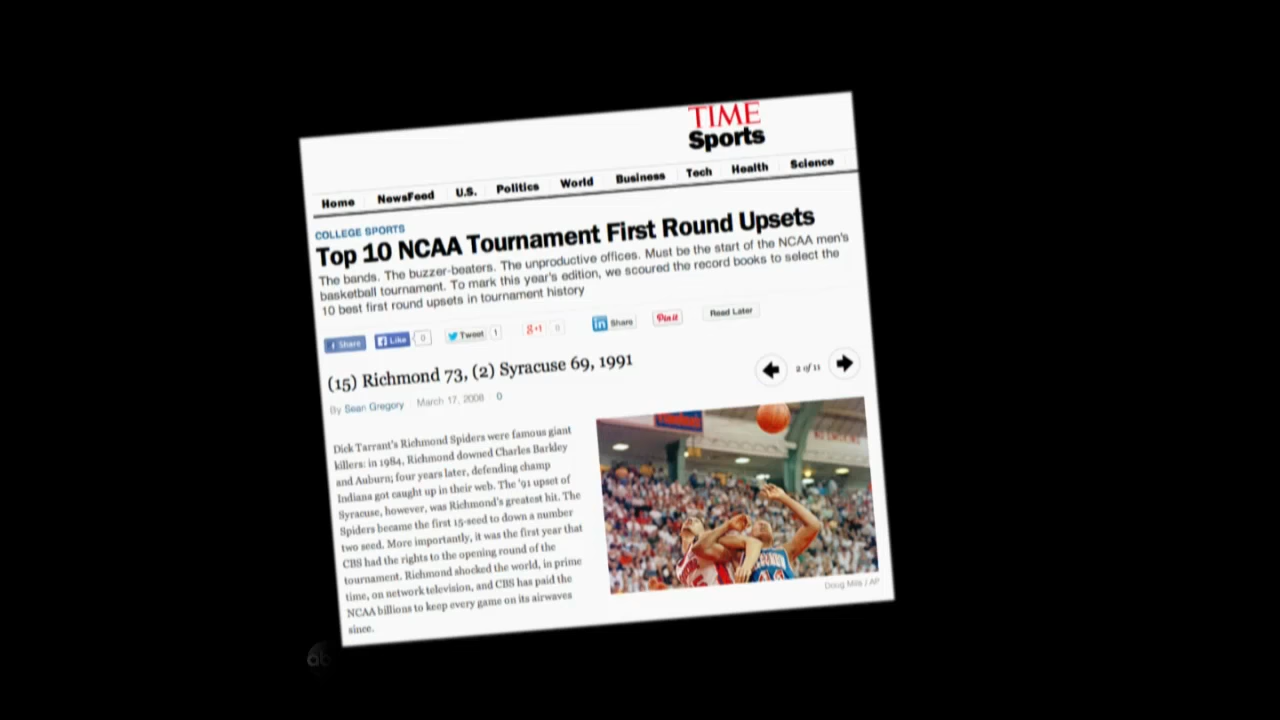 TIME
Sports
Home NewsFeed U.S. Politics World Business Tech Health Science
COLLEGE SPORTS
Top 10 NCAA Tournament First Round Upsets
The bands. The buzzer-beaters. The unproductive offices. Must be the start of the NCAA men's
basketball tournament. To mark this year's edition, we scoured the record books to select the
10 best first round upsets in tournament history
f Share Like 0 Tweet 1 g+1 0 in Share Pin it Read Later
(15) Richmond 73, (2) Syracuse 69, 1991
2 of 11
By Sean Gregory March 17, 2008 0
Dick Tarrant's Richmond Spiders were famous giant
killers: in 1984, Richmond downed Charles Barkley
and Auburn; four years later, defending champ
Indiana got caught up in their web. The '91 upset of
Syracuse, however, was Richmond's greatest hit. The
Spiders became the first 15-seed to down a number
two seed. More importantly, it was the first year that
CBS had the rights to the opening round of the
tournament. Richmond shocked the world, in prime
time, on network television, and CBS has paid the
NCAA billions to keep every game on its airwaves
since.
Doug Mills / AP
abc